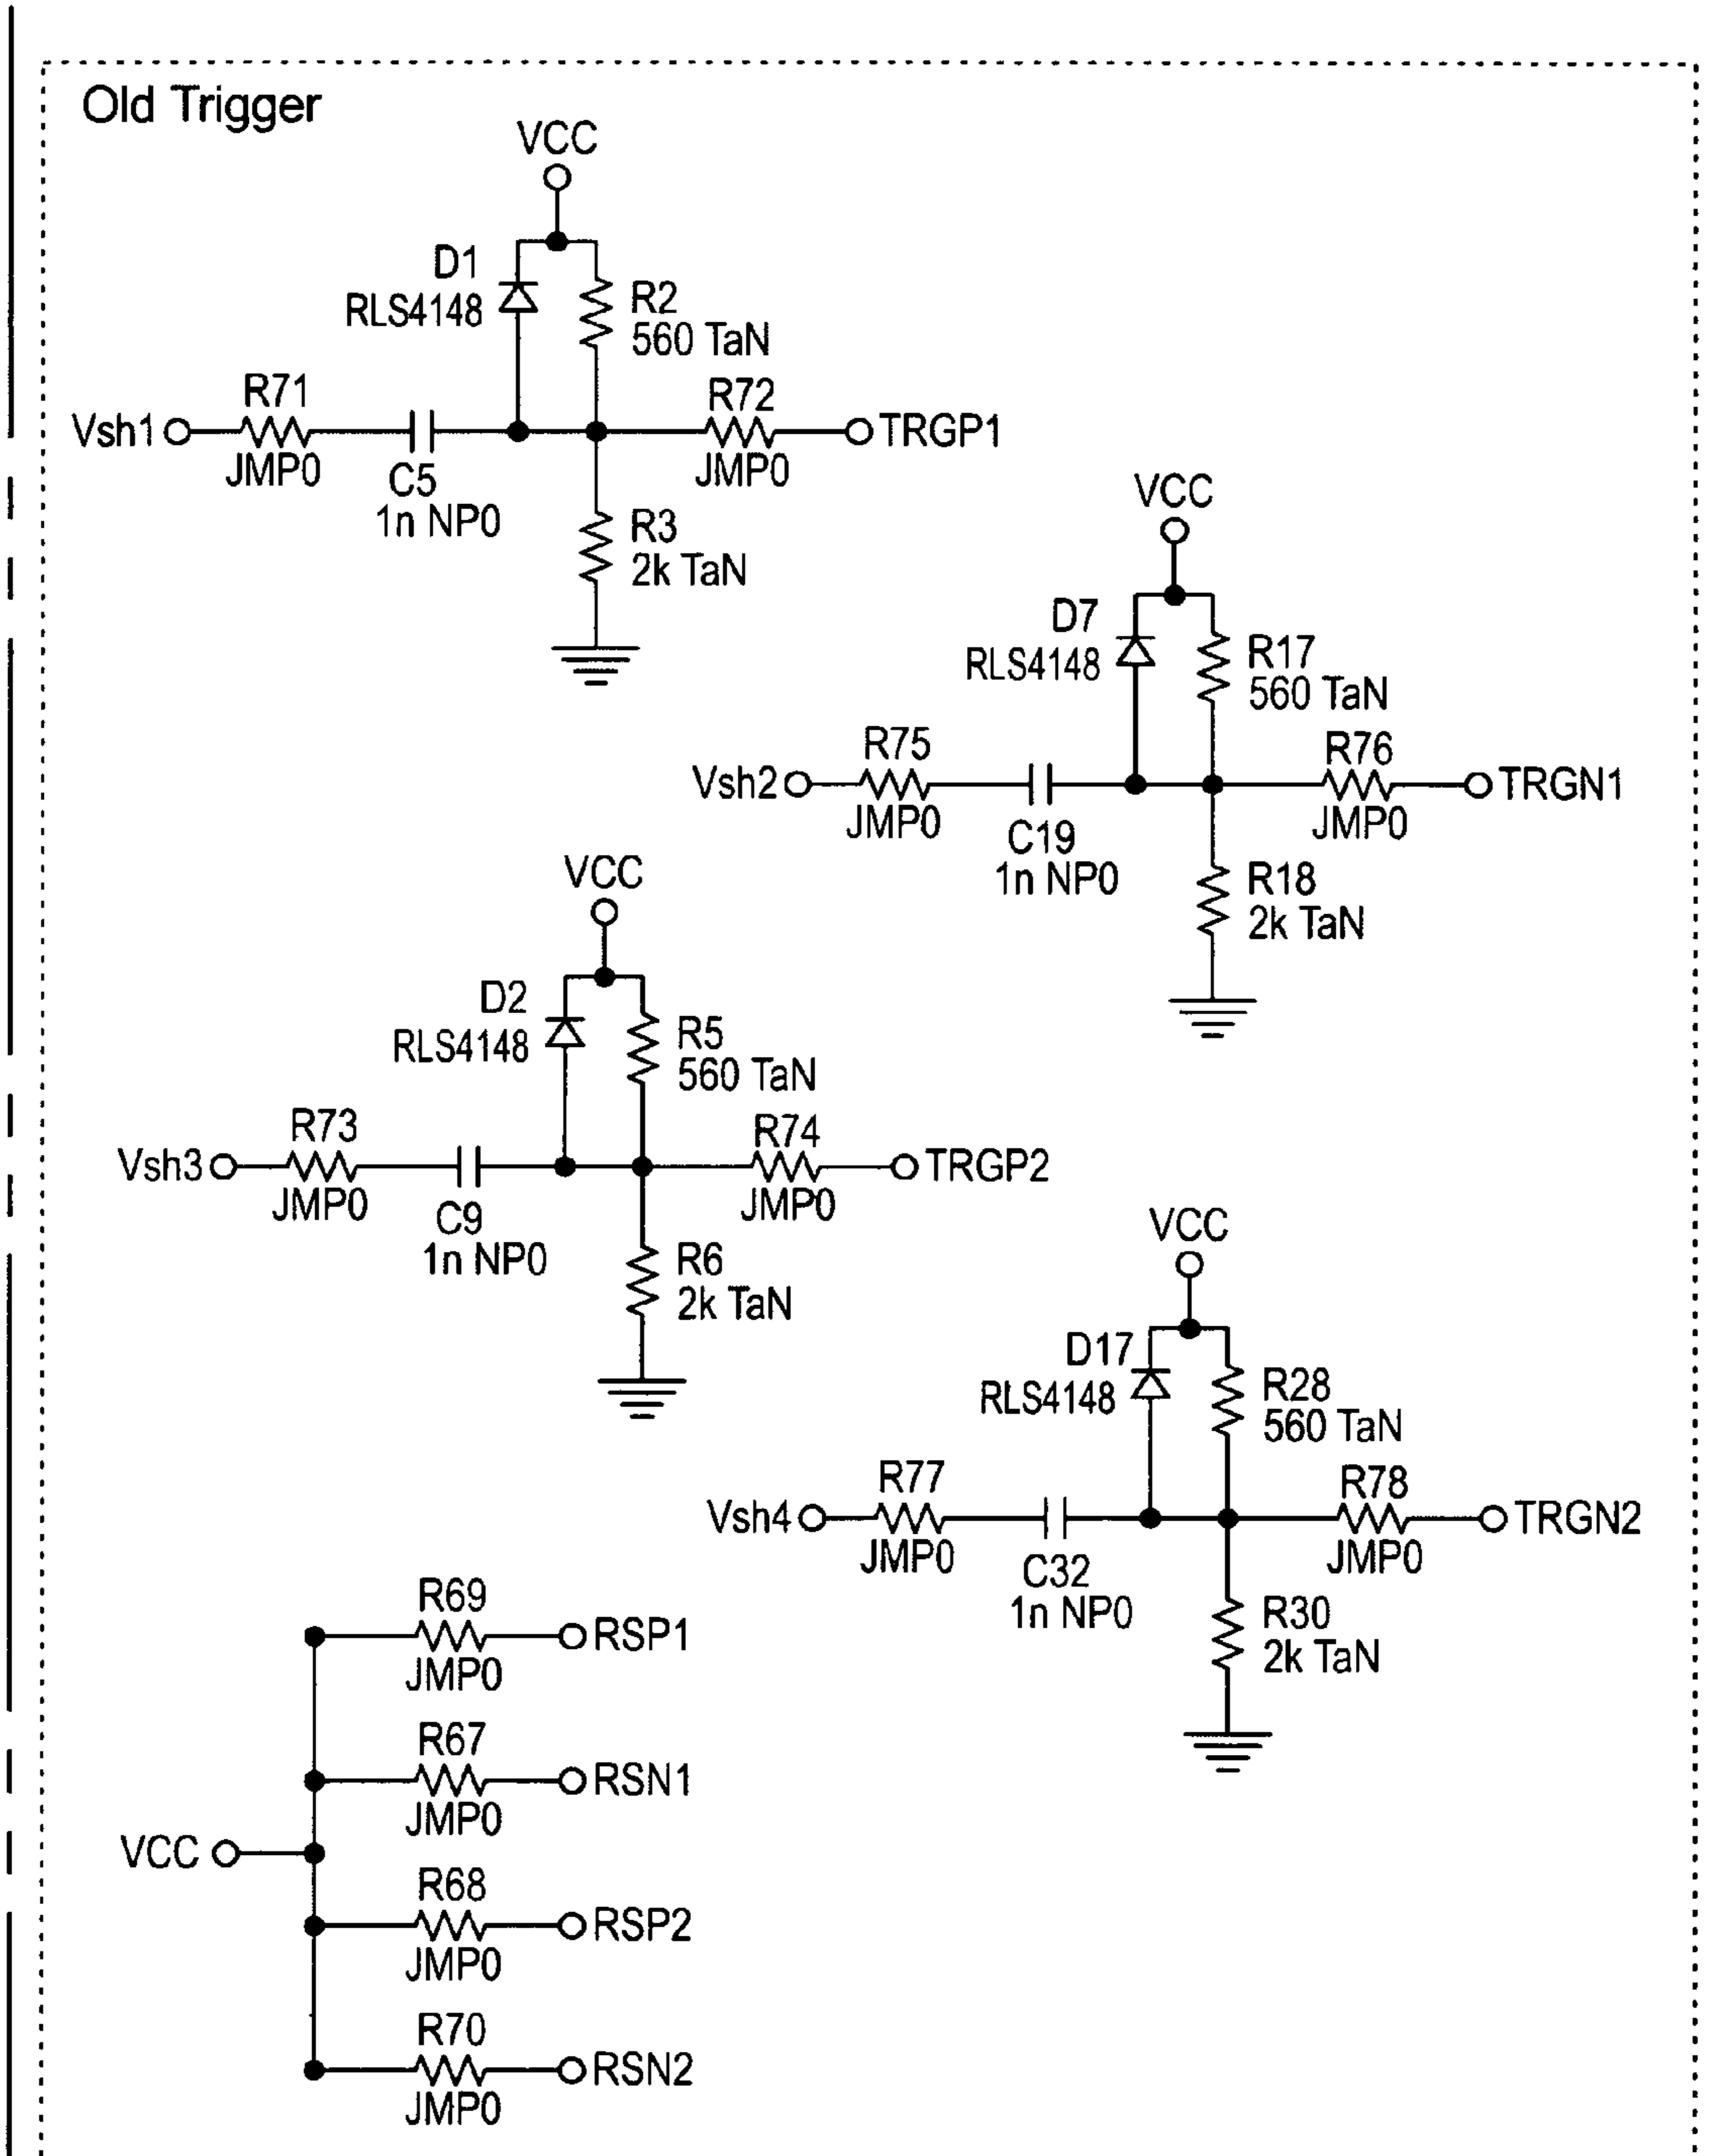 Old Trigger
VCC
D1
RLS4148
R2
560 TaN
R71
R72
Vsh1
TRGP1
JMP0
C5
JMP0
1n NP0
R3
2k TaN
VCC
D7
RLS4148
R17
560 TaN
R75
R76
Vsh2
TRGN1
JMP0
C19
JMP0
1n NP0
R18
2k TaN
VCC
D2
RLS4148
R5
560 TaN
R73
R74
Vsh3
TRGP2
JMP0
C9
JMP0
1n NP0
R6
2k TaN
VCC
D17
RLS4148
R28
560 TaN
R77
R78
Vsh4
TRGN2
JMP0
C32
JMP0
1n NP0
R30
2k TaN
R69
RSP1
JMP0
R67
RSN1
JMP0
VCC
R68
RSP2
JMP0
R70
RSN2
JMP0